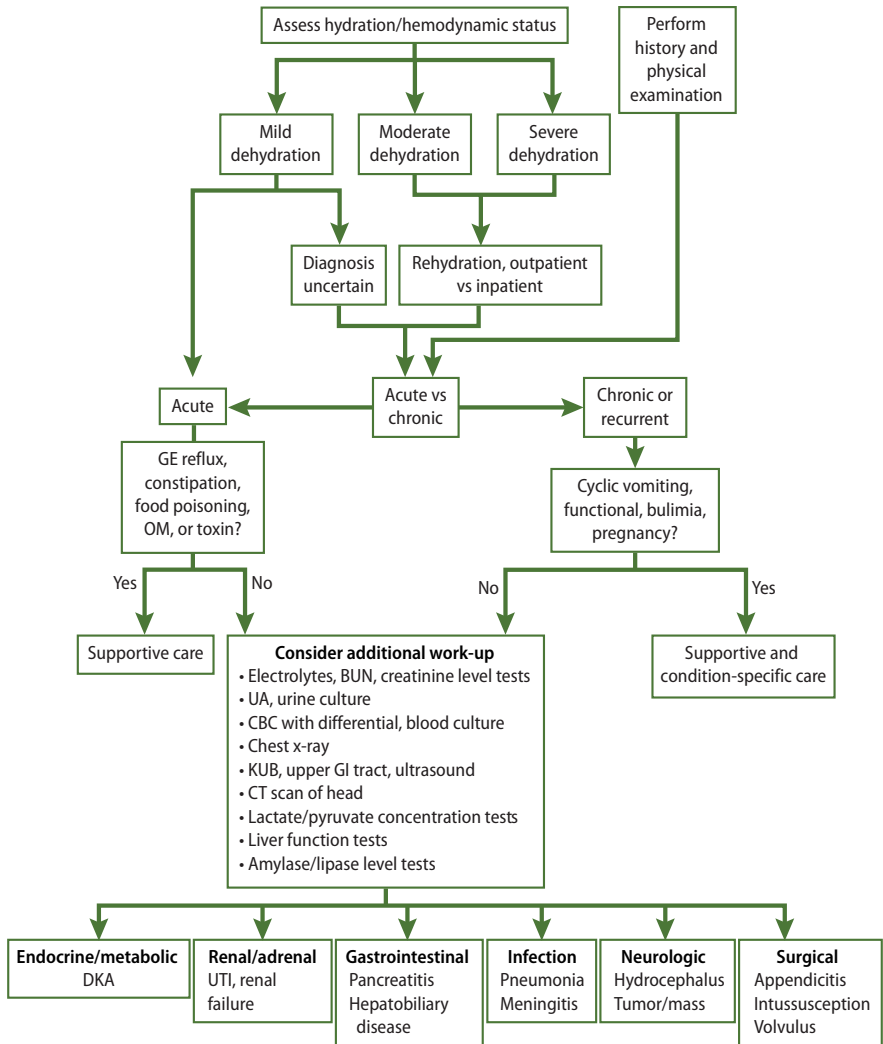 Assess hydration/hemodynamic status
Perform
history and
physical
examination
Mild
dehydration
Moderate
dehydration
Severe
dehydration
Diagnosis
uncertain
Rehydration, outpatient
vs inpatient
Acute
Acute vs
chronic
Chronic or
recurrent
GE reflux,
constipation,
food poisoning,
OM, or toxin?
Cyclic vomiting,
functional, bulimia,
pregnancy?
Yes
No
No
Yes
Supportive care
Consider additional work-up
• Electrolytes, BUN, creatinine level tests
• UA, urine culture
• CBC with differential, blood culture
• Chest x-ray
• KUB, upper GI tract, ultrasound
• CT scan of head
• Lactate/pyruvate concentration tests
• Liver function tests
• Amylase/lipase level tests
Supportive and
condition-specific care
Endocrine/metabolic
DKA
Renal/adrenal
UTI, renal
failure
Gastrointestinal
Pancreatitis
Hepatobiliary
disease
Infection
Pneumonia
Meningitis
Neurologic
Hydrocephalus
Tumor/mass
Surgical
Appendicitis
Intussusception
Volvulus